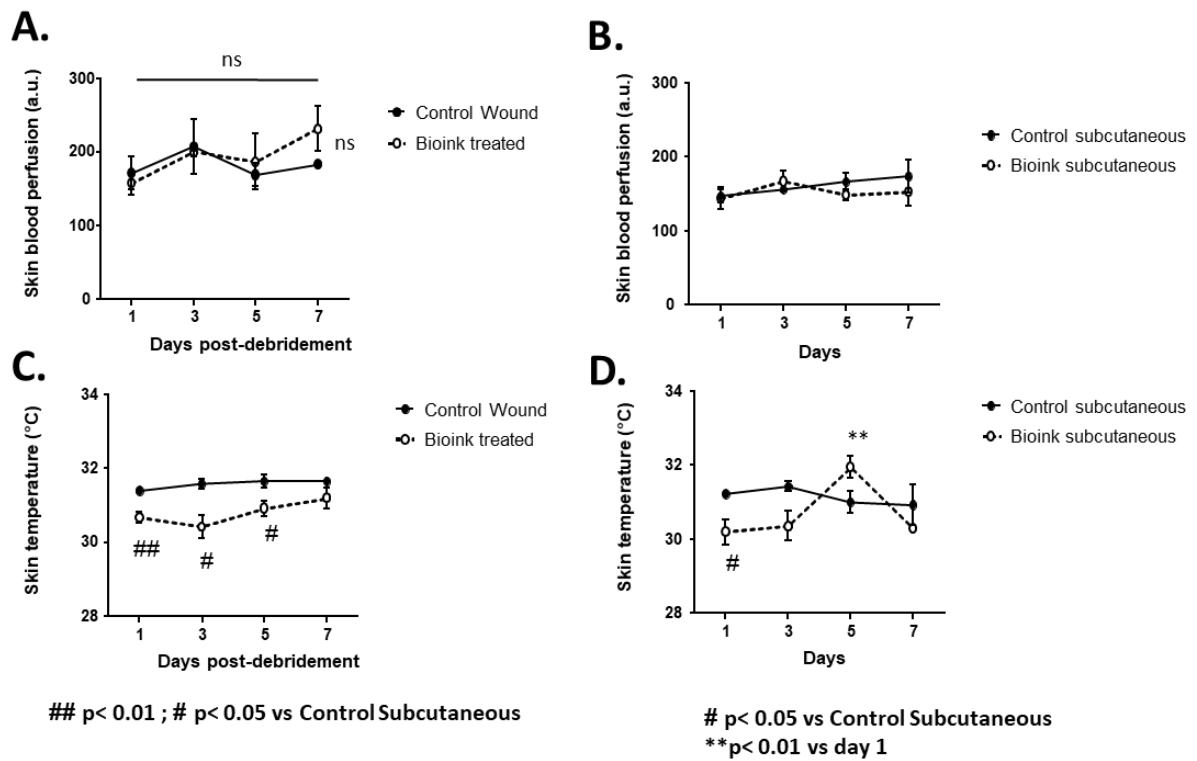 A.
ns
Skin blood perfusion (a.u.)
300
200
100
0
1 3 5 7
Days post-debridement
Control Wound
Bioink treated
ns
B.
Skin blood perfusion (a.u.)
300
200
100
0
1 3 5 7
Days
Control subcutaneous
Bioink subcutaneous
C.
Skin temperature (°C)
34
32
30
28
##
#
#
1 3 5 7
Days post-debridement
Control Wound
Bioink treated
## p< 0.01 ; # p< 0.05 vs Control Subcutaneous
D.
Skin temperature (°C)
34
32
30
28
**
#
1 3 5 7
Days
Control subcutaneous
Bioink subcutaneous
# p< 0.05 vs Control Subcutaneous
**p< 0.01 vs day 1